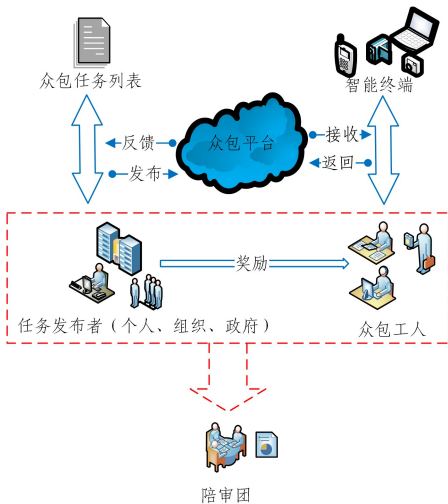 众包任务列表
智能终端
反馈
众包平台
接收
发布
返回
奖励
任务发布者（个人、组织、政府）
众包工人
陪审团